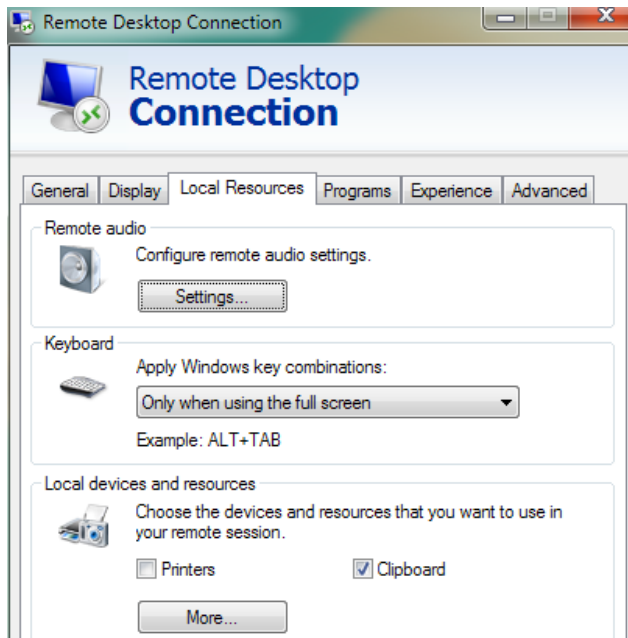 Remote Desktop Connection
Remote Desktop
Connection
General Display Local Resources Programs Experience Advanced
Remote audio
Configure remote audio settings.
Settings...
Keyboard
Apply Windows key combinations:
Only when using the full screen
Example: ALT+TAB
Local devices and resources
Choose the devices and resources that you want to use in
your remote session.
Printers Clipboard
More...